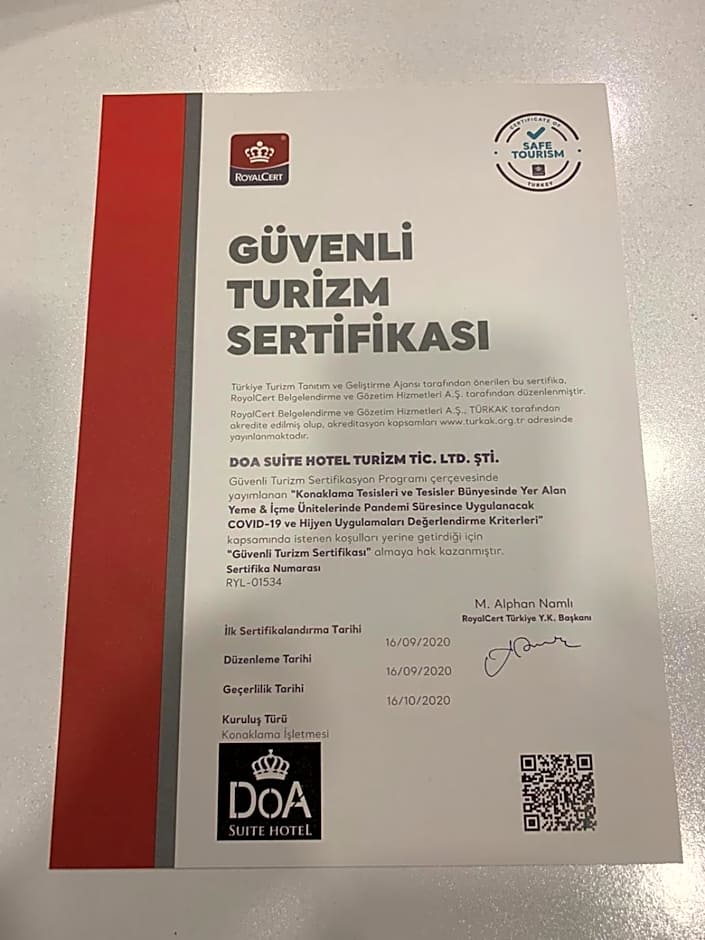 ROYALCERT
CERTIFICATE OF
SAFE
TOURISM
TURKEY
GÜVENLİ
TURİZM
SERTİFİKASI
Türkiye Turizm Tanıtım ve Geliştirme Ajansı tarafından önerilen bu sertifika,
RoyalCert Belgelendirme ve Gözetim Hizmetleri A.Ş. tarafından düzenlenmiştir.
RoyalCert Belgelendirme ve Gözetim Hizmetleri A.Ş., TÜRKAK tarafından
akredite edilmiş olup, akreditasyon kapsamları www.turkak.org.tr adresinde
yayınlanmaktadır.
DOA SUİTE HOTEL TURİZM TİC. LTD. ŞTİ.
Güvenli Turizm Sertifikasyon Programı çerçevesinde
yayımlanan "Konaklama Tesisleri ve Tesisler Bünyesinde Yer Alan
Yeme & İçme Ünitelerinde Pandemi Süresince Uygulanacak
COVID-19 ve Hijyen Uygulamaları Değerlendirme Kriterleri"
kapsamında istenen koşulları yerine getirdiği için
"Güvenli Turizm Sertifikası" almaya hak kazanmıştır.
Sertifika Numarası
RYL-01534
M. Alphan Namlı
RoyalCert Türkiye Y.K. Başkanı
İlk Sertifikalandırma Tarihi
16/09/2020
Düzenleme Tarihi
16/09/2020
Geçerlilik Tarihi
16/10/2020
Kuruluş Türü
Konaklama İşletmesi
DOA
SUITE HOTEL